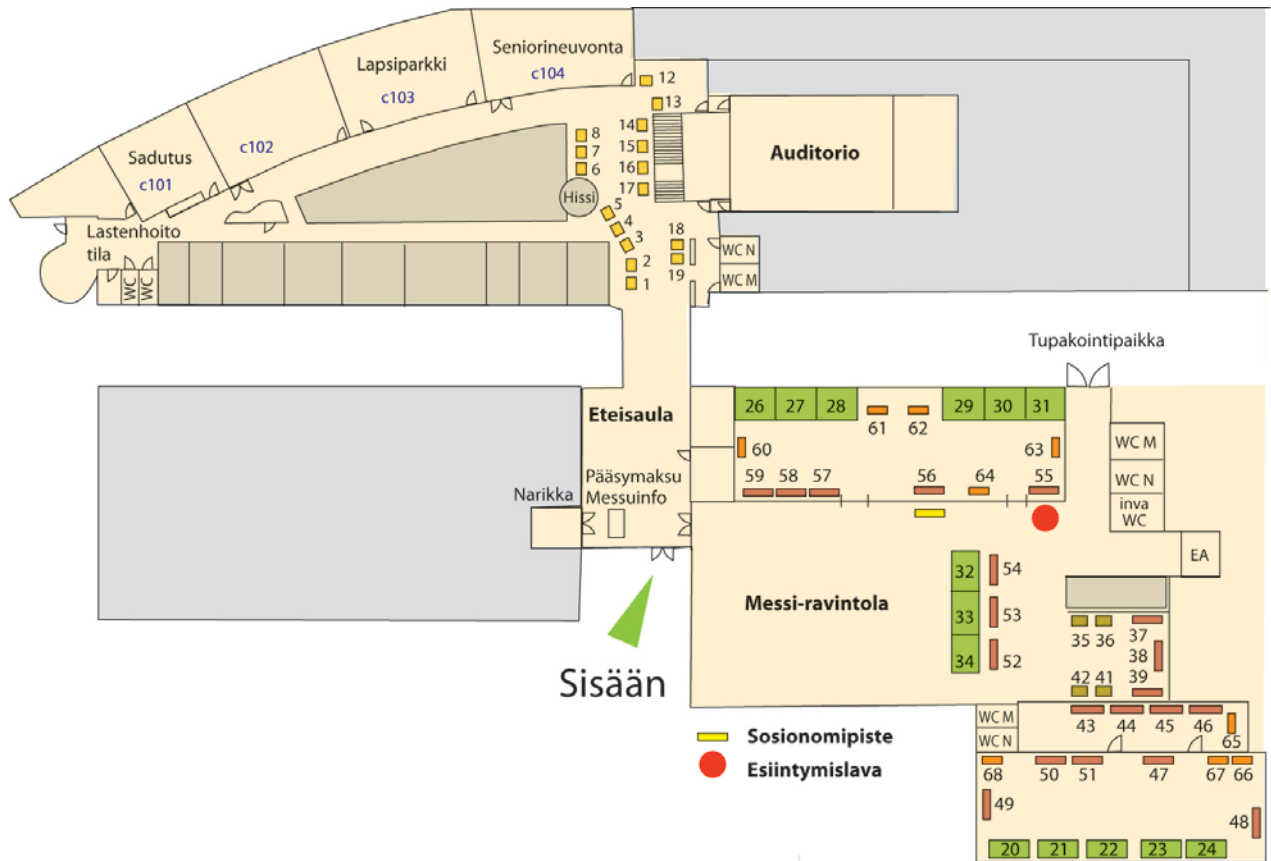 Seniorineuvonta
c104
Lapsiparkki
c103
c102
Sadutus
c101
12
13
14
15
16
17
8
7
6
Hissi
5
4
3
2
1
18
19
Auditorio
WC N
WC M
Lastenhoito
tila
WC
WC
Tupakointipaikka
Eteisaula
Pääsymaksu
Messuinfo
Narikka
26
27
28
29
30
31
61
62
60
63
59
58
57
56
64
55
WC M
WC N
inva
WC
EA
32
33
34
54
53
52
Messi-ravintola
Sisään
35
36
37
38
39
42
41
43
44
45
46
65
WC M
WC N
Sosionomipiste
Esiintymislava
68
50
51
47
67
66
49
48
20
21
22
23
24